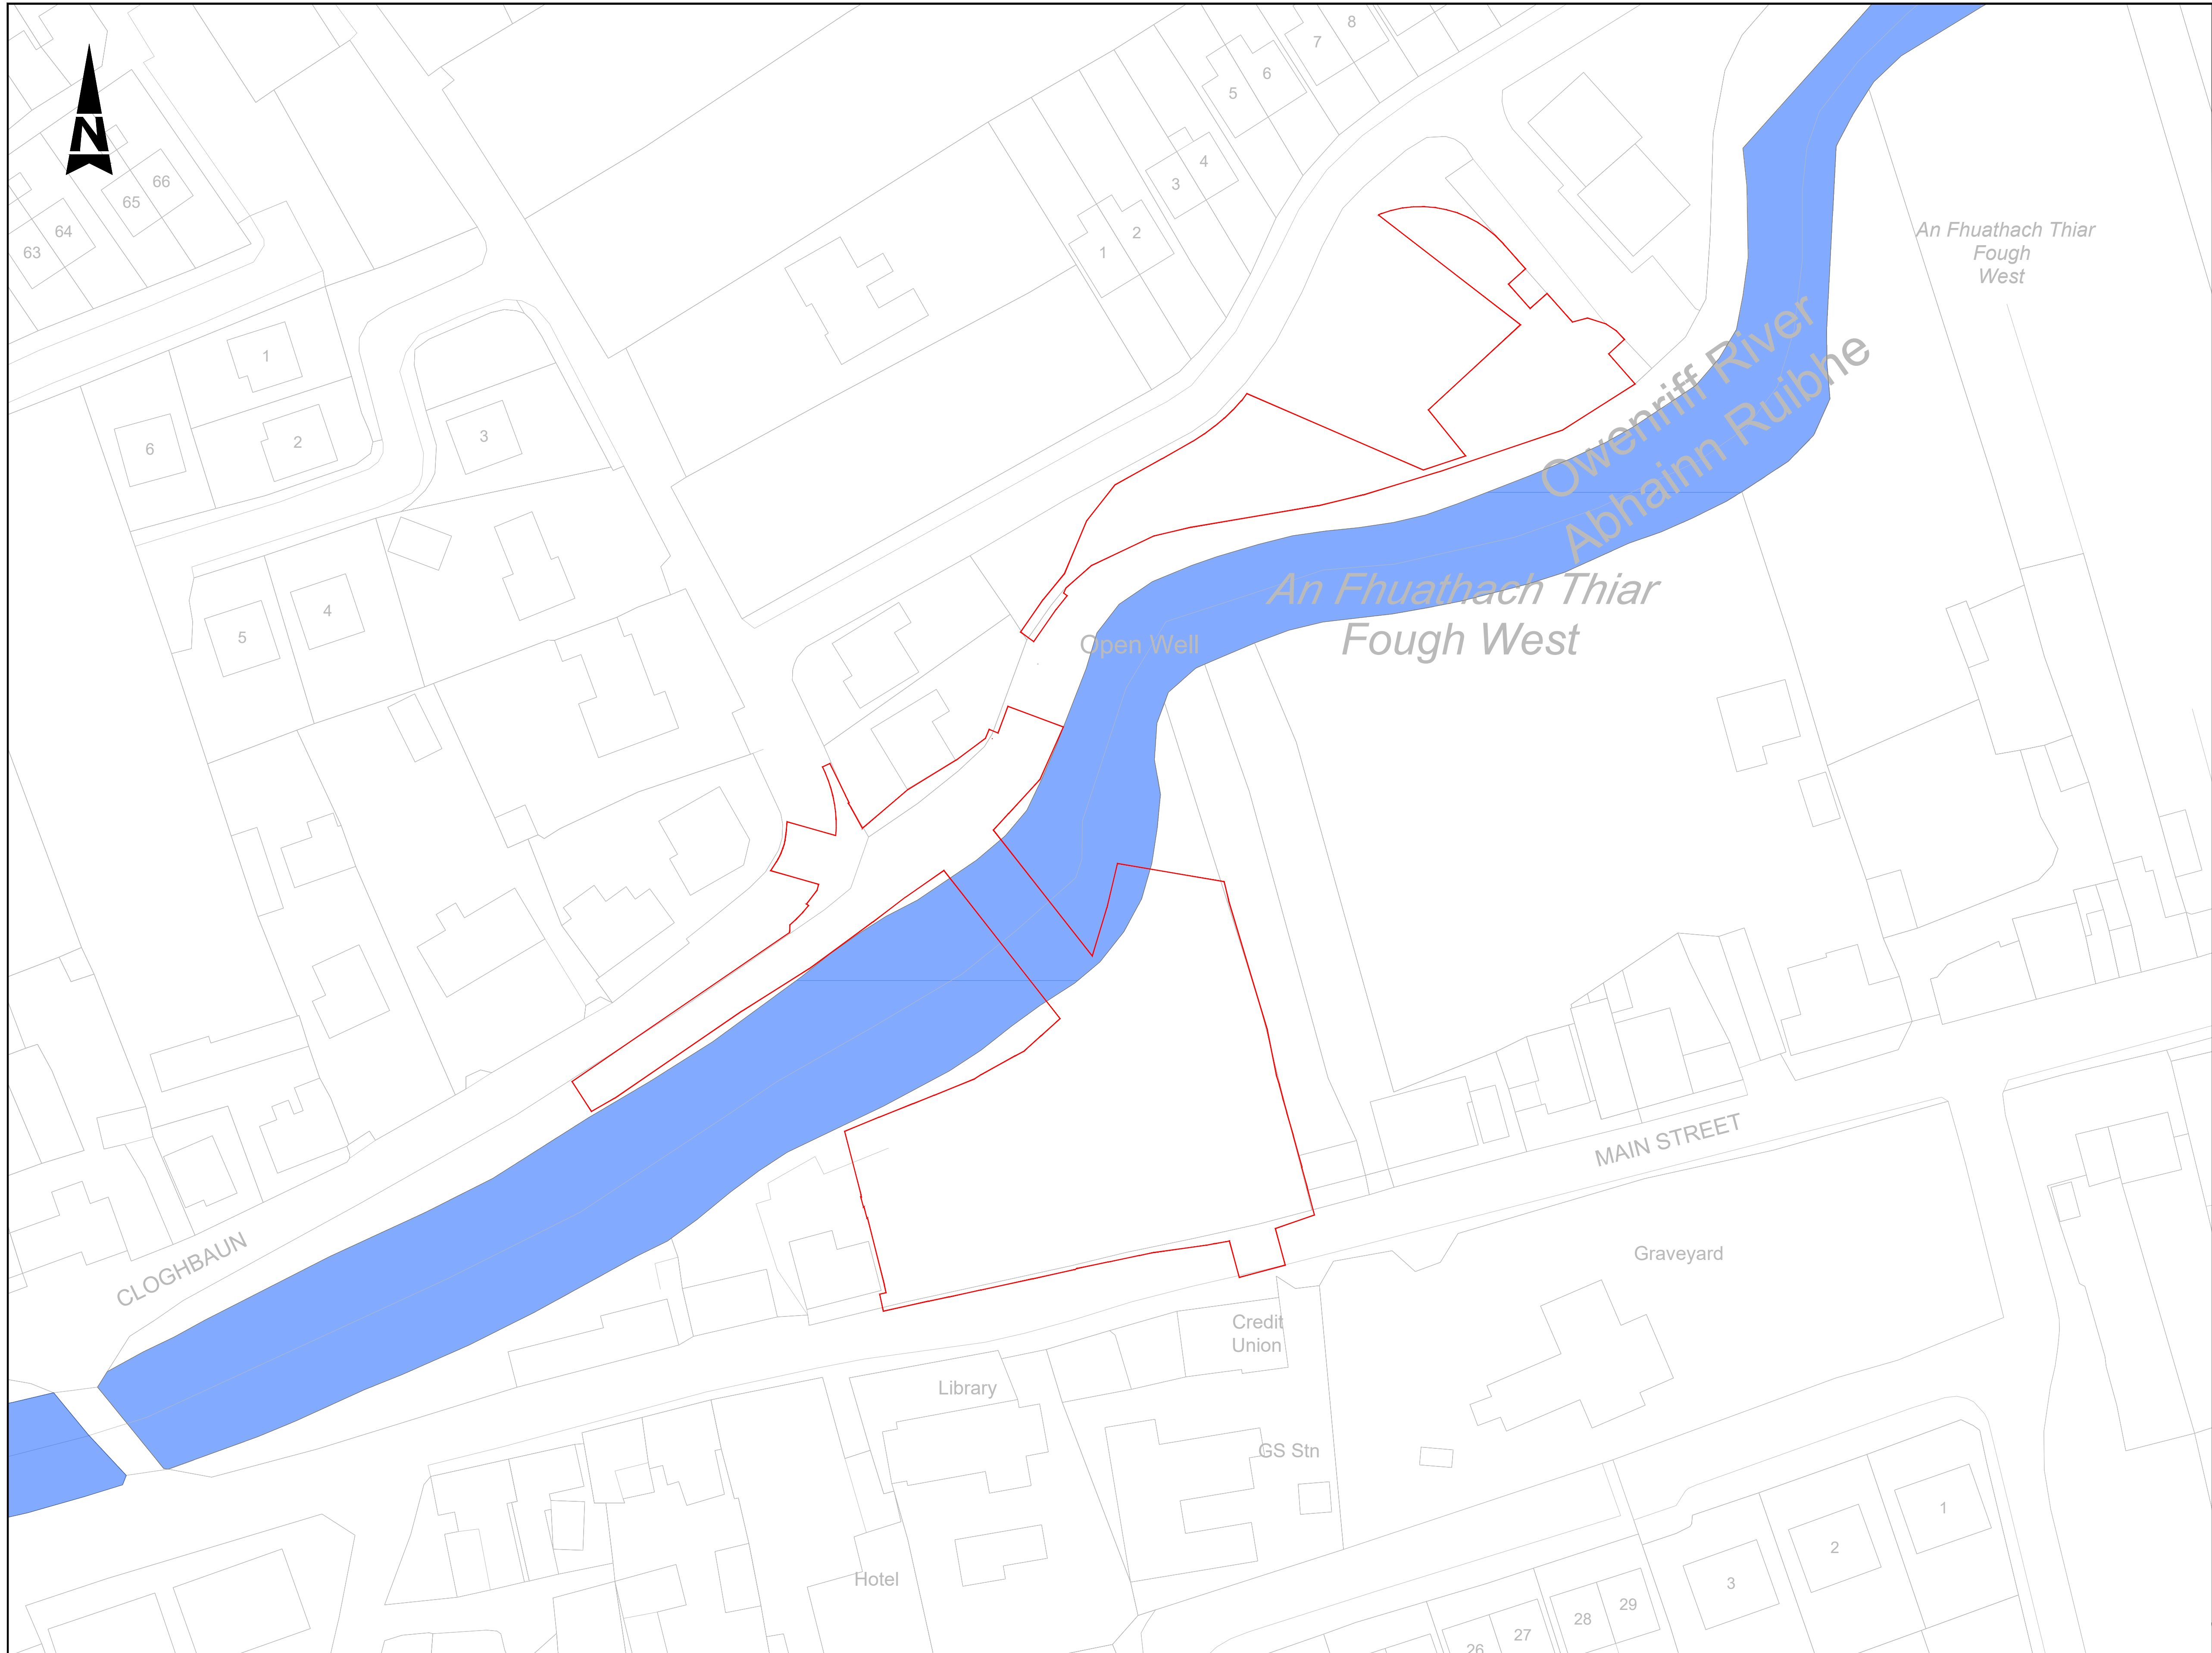 N
8
7
6
5
4
3
2
1
66
65
64
63
An Fhuathach Thiar
Fough
West
Owenriff River
Abhainn Ruibhe
1
2
6
3
4
5
An Fhuathach Thiar
Fough West
Open Well
MAIN STREET
CLOGHBAUN
Graveyard
Credit
Union
Library
GS Stn
Hotel
1
2
3
29
28
27
26